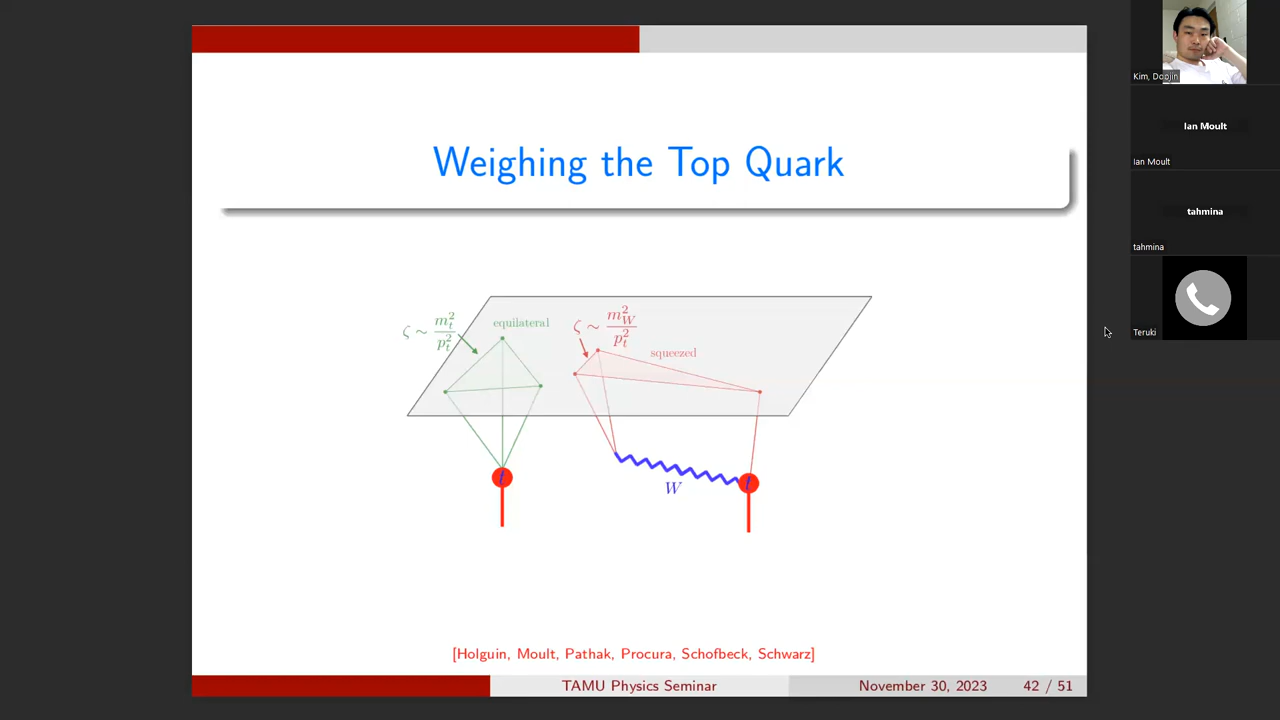 Weighing the Top Quark
ζ ∼ m_t^2 / p_t^2
equilateral
ζ ∼ m_W^2 / p_t^2
squeezed
t
W
t
[Holguin, Moult, Pathak, Procura, Schofbeck, Schwarz]
TAMU Physics Seminar
November 30, 2023
42 / 51
Kim, Doojin
Ian Moult
Ian Moult
tahmina
tahmina
Teruki